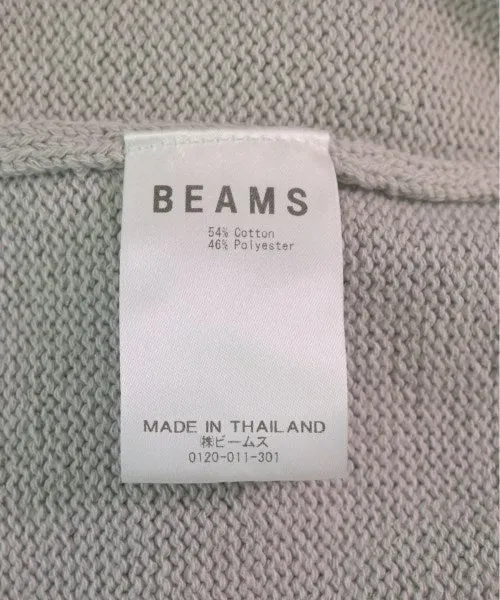 BEAMS
54% Cotton
46% Polyester
MADE IN THAILAND
㈱ビームス
0120-011-301